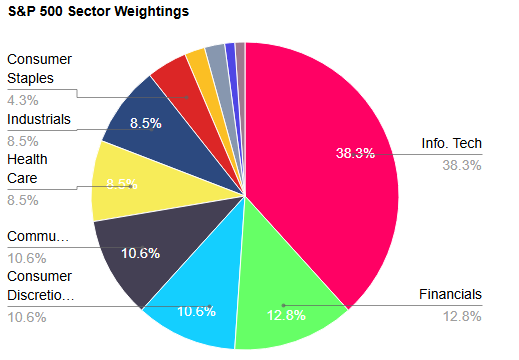 S&P 500 Sector Weightings
Consumer
Staples
4.3%
Industrials
8.5%
Health
Care
8.5%
Commu…
10.6%
Consumer
Discretio…
10.6%
8.5%
8.5%
10.6%
10.6%
12.8%
38.3%
Info. Tech
38.3%
Financials
12.8%